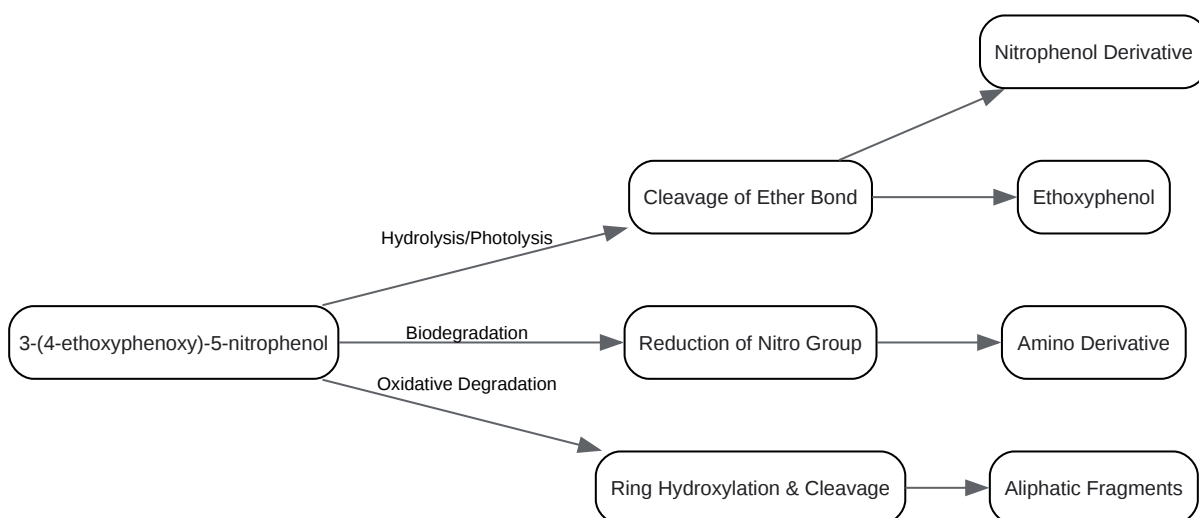 Nitrophenol Derivative
Cleavage of Ether Bond
Ethoxyphenol
Hydrolysis/Photolysis
3-(4-ethoxyphenoxy)-5-nitrophenol
Biodegradation
Reduction of Nitro Group
Amino Derivative
Oxidative Degradation
Ring Hydroxylation & Cleavage
Aliphatic Fragments